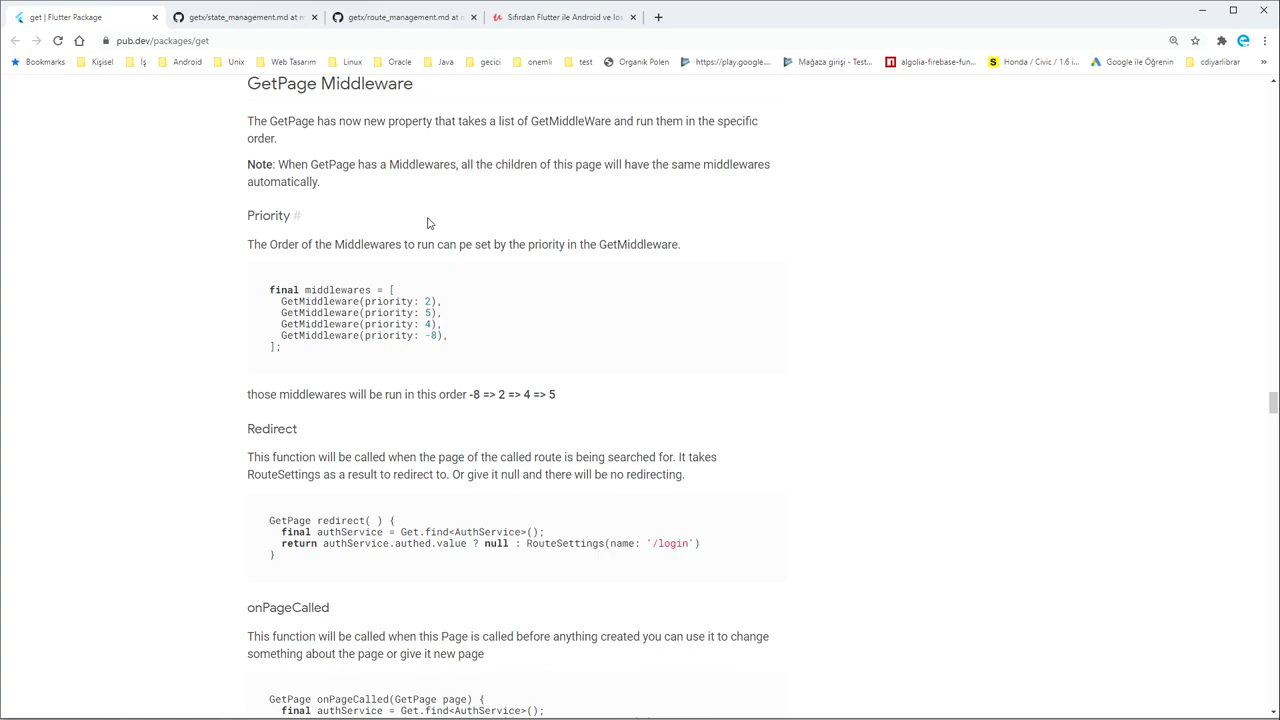 get | Flutter Package
getx/state_management.md at m
getx/route_management.md at m
Sıfırdan Flutter ile Android ve Ios
pub.dev/packages/get
Bookmarks
Kişisel
İş
Android
Unix
Web Tasarım
Linux
Oracle
Java
gecici
onemli
test
Organik Polen
https://play.google....
Mağaza girişi - Test...
algolia-firebase-fun...
Honda / Civic / 1.6 i...
Google ile Öğrenin
cdiyarlibrar
»
GetPage Middleware
The GetPage has now new property that takes a list of GetMiddleWare and run them in the specific
order.
Note: When GetPage has a Middlewares, all the children of this page will have the same middlewares
automatically.
Priority #
The Order of the Middlewares to run can pe set by the priority in the GetMiddleware.
final middlewares = [
GetMiddleware(priority: 2),
GetMiddleware(priority: 5),
GetMiddleware(priority: 4),
GetMiddleware(priority: -8),
];
those middlewares will be run in this order -8 => 2 => 4 => 5
Redirect
This function will be called when the page of the called route is being searched for. It takes
RouteSettings as a result to redirect to. Or give it null and there will be no redirecting.
GetPage redirect( ) {
final authService = Get.find<AuthService>();
return authService.authed.value ? null : RouteSettings(name: '/login')
}
onPageCalled
This function will be called when this Page is called before anything created you can use it to change
something about the page or give it new page
GetPage onPageCalled(GetPage page) {
final authService = Get.find<AuthService>();